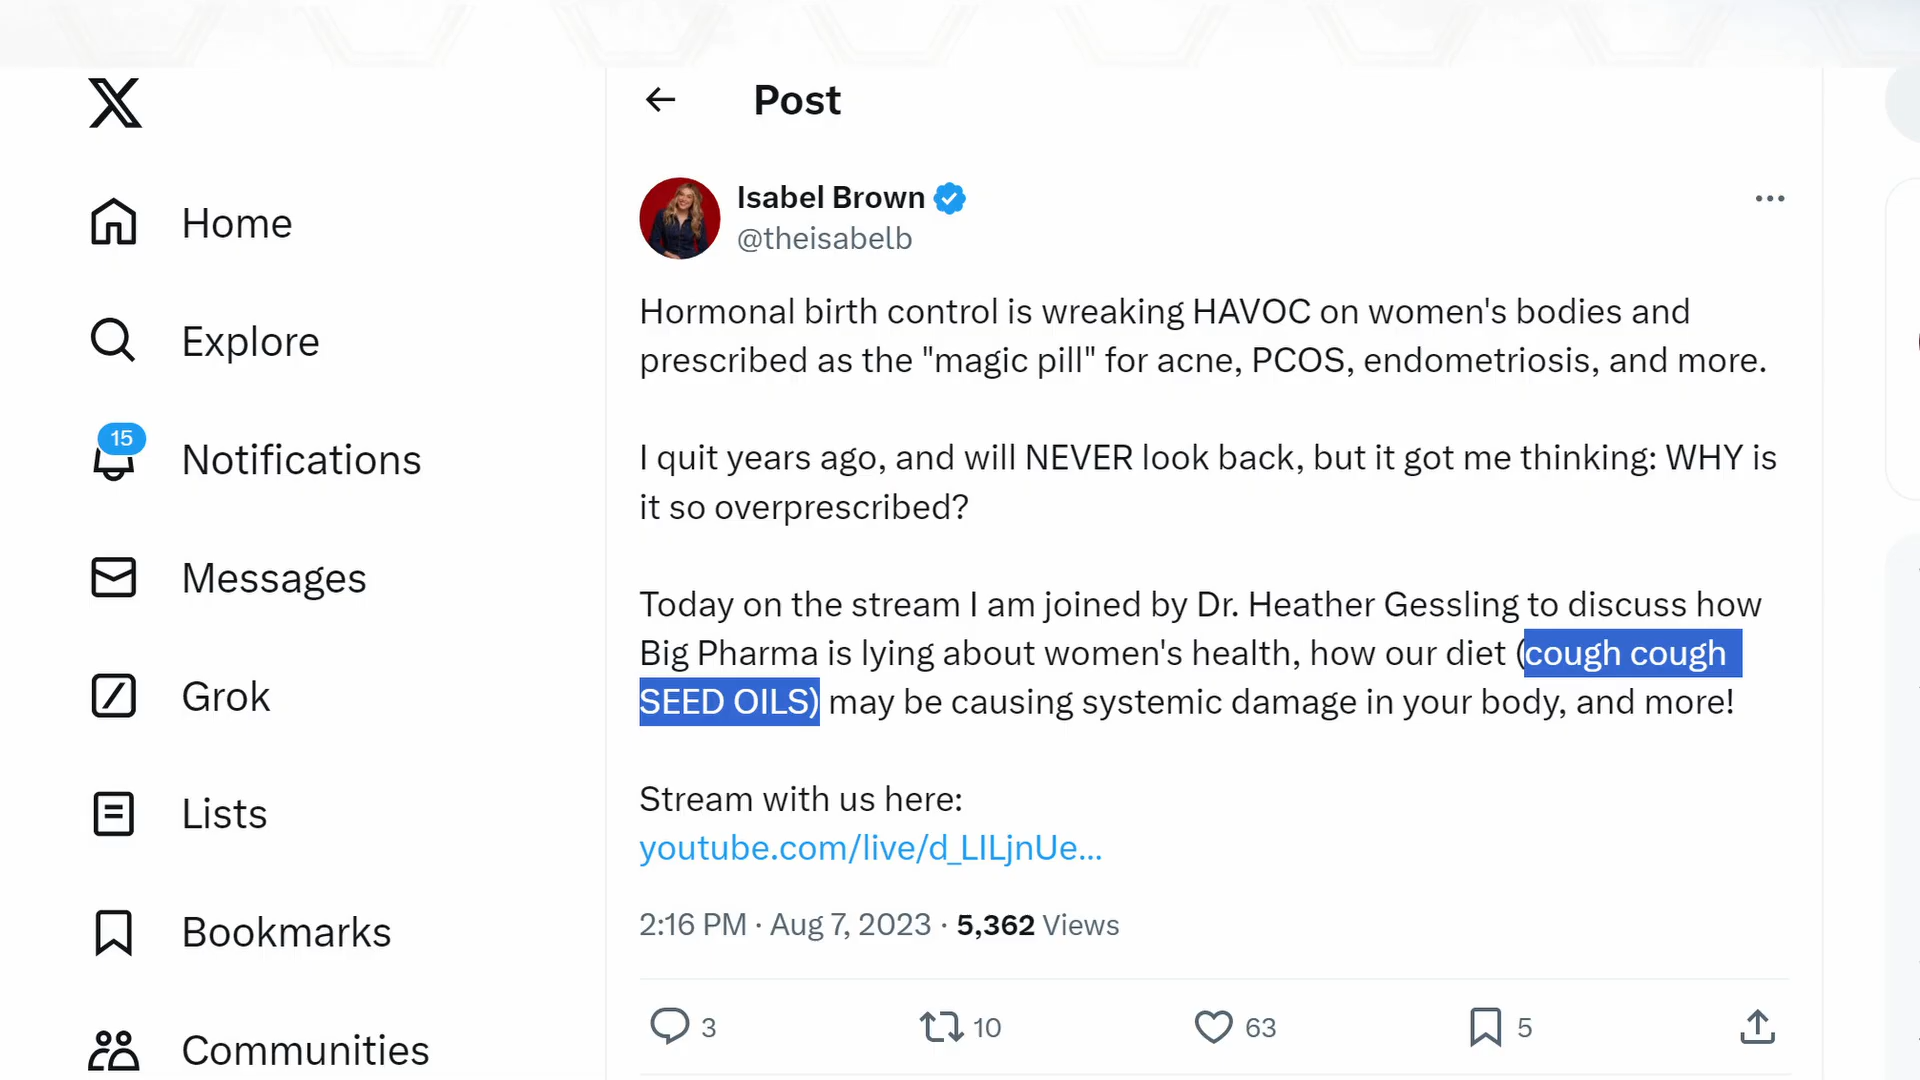 Post
Home
Explore
15
Notifications
Messages
Grok
Lists
Bookmarks
Communities
Isabel Brown
@theisabelb
Hormonal birth control is wreaking HAVOC on women's bodies and
prescribed as the "magic pill" for acne, PCOS, endometriosis, and more.
I quit years ago, and will NEVER look back, but it got me thinking: WHY is
it so overprescribed?
Today on the stream I am joined by Dr. Heather Gessling to discuss how
Big Pharma is lying about women's health, how our diet (cough cough
SEED OILS) may be causing systemic damage in your body, and more!
Stream with us here:
youtube.com/live/d_LILjnUe...
2:16 PM · Aug 7, 2023 · 5,362 Views
3
10
63
5